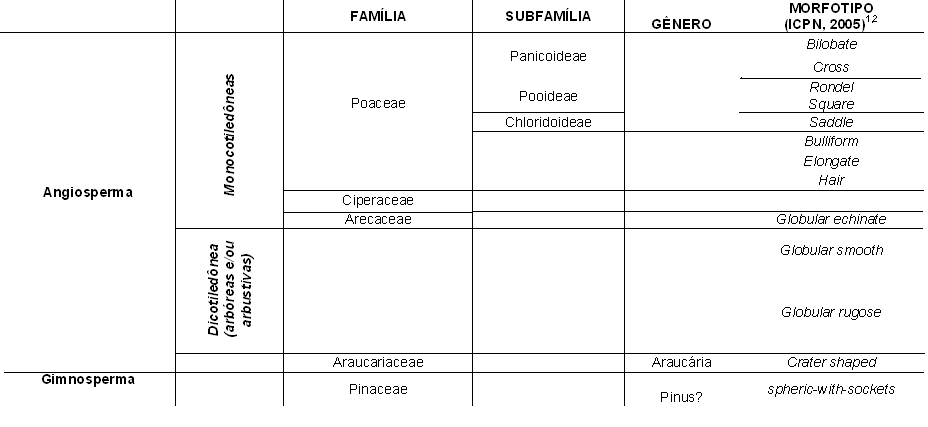 FAMÍLIA SUBFAMÍLIA GÊNERO MORFOTIPO
(ICPN, 2005)12
Angiosperma
Monocotiledôneas
Poaceae
Panicoideae
Bilobate
Cross
Pooideae
Rondel
Square
Chloridoideae Saddle
Bulliform
Elongate
Hair
Ciperaceae
Arecaceae Globular echinate
Dicotiledônea
(arbóreas e/ou
arbustivas)
Globular smooth
Globular rugose
Araucariaceae Araucária Crater shaped
Gimnosperma
Pinaceae Pinus? spheric-with-sockets